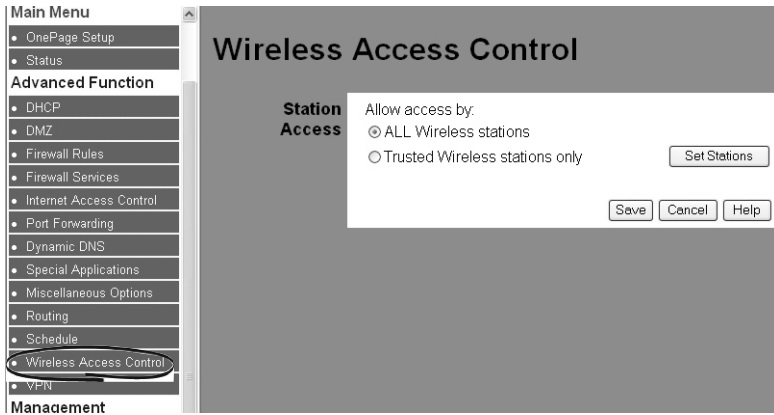 Main Menu
OnePage Setup
Status
Advanced Function
DHCP
DMZ
Firewall Rules
Firewall Services
Internet Access Control
Port Forwarding
Dynamic DNS
Special Applications
Miscellaneous Options
Routing
Schedule
Wireless Access Control
VPN
Management
Wireless Access Control
Station Access
Allow access by:
ALL Wireless stations
Trusted Wireless stations only
Set Stations
Save Cancel Help